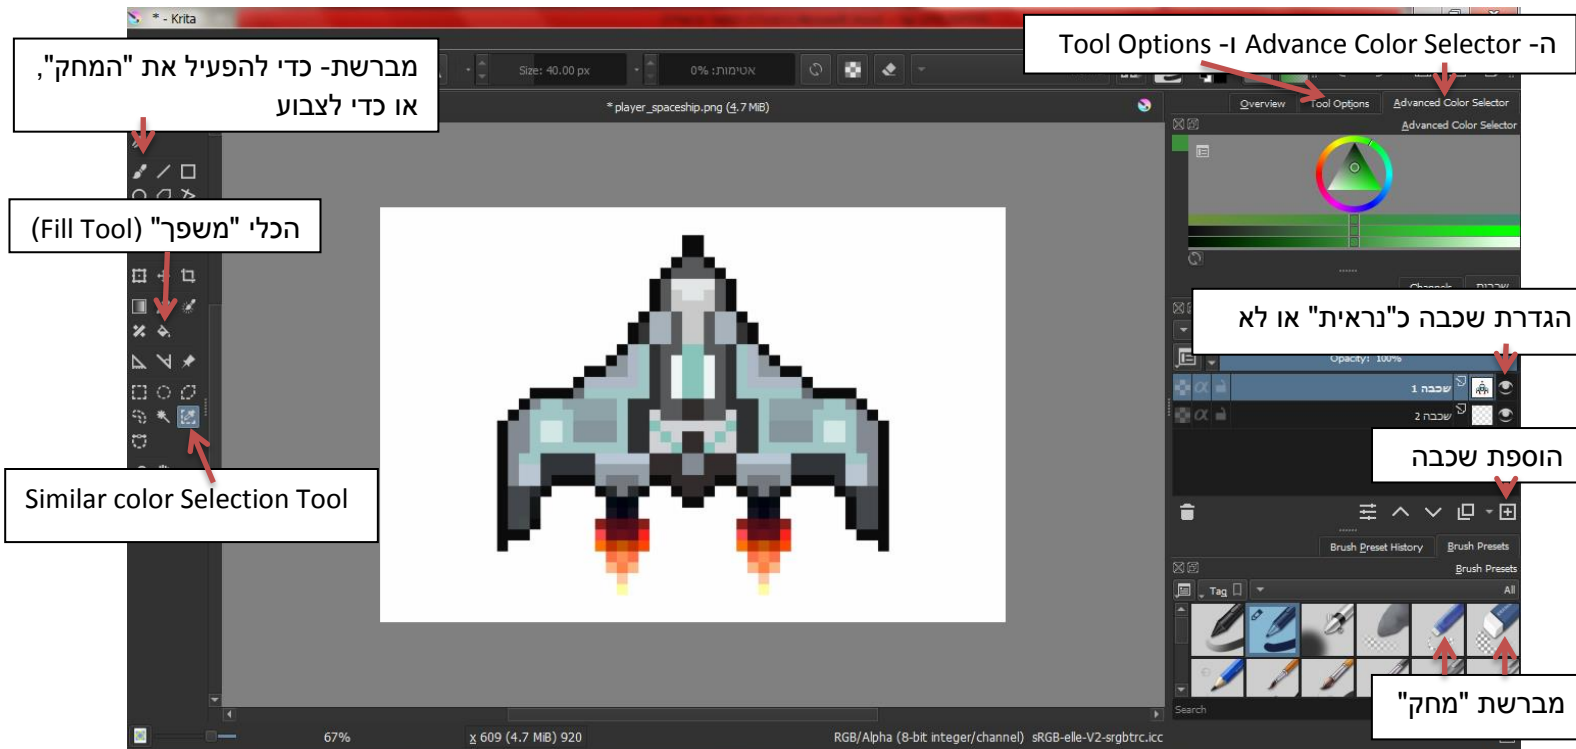 * - Krita
מברשת- כדי להפעיל את "המחק",
או כדי לצבוע
ה- Advance Color Selector ו- Tool Options
Size: 40.00 px
אטימות: 0%
* player_spaceship.png (4.7 MiB)
Overview
Tool Options
Advanced Color Selector
Advanced Color Selector
הכלי "משפך" (Fill Tool)
Channels
שכבות
הגדרת שכבה כ"נראית" או לא
Opacity: 100%
שכבה 1
שכבה 2
הוספת שכבה
Similar color Selection Tool
Brush Preset History
Brush Presets
Brush Presets
Tag
All
מברשת "מחק"
Search
67%
x 609 (4.7 MiB) 920
RGB/Alpha (8-bit integer/channel) sRGB-elle-V2-srgbtrc.icc